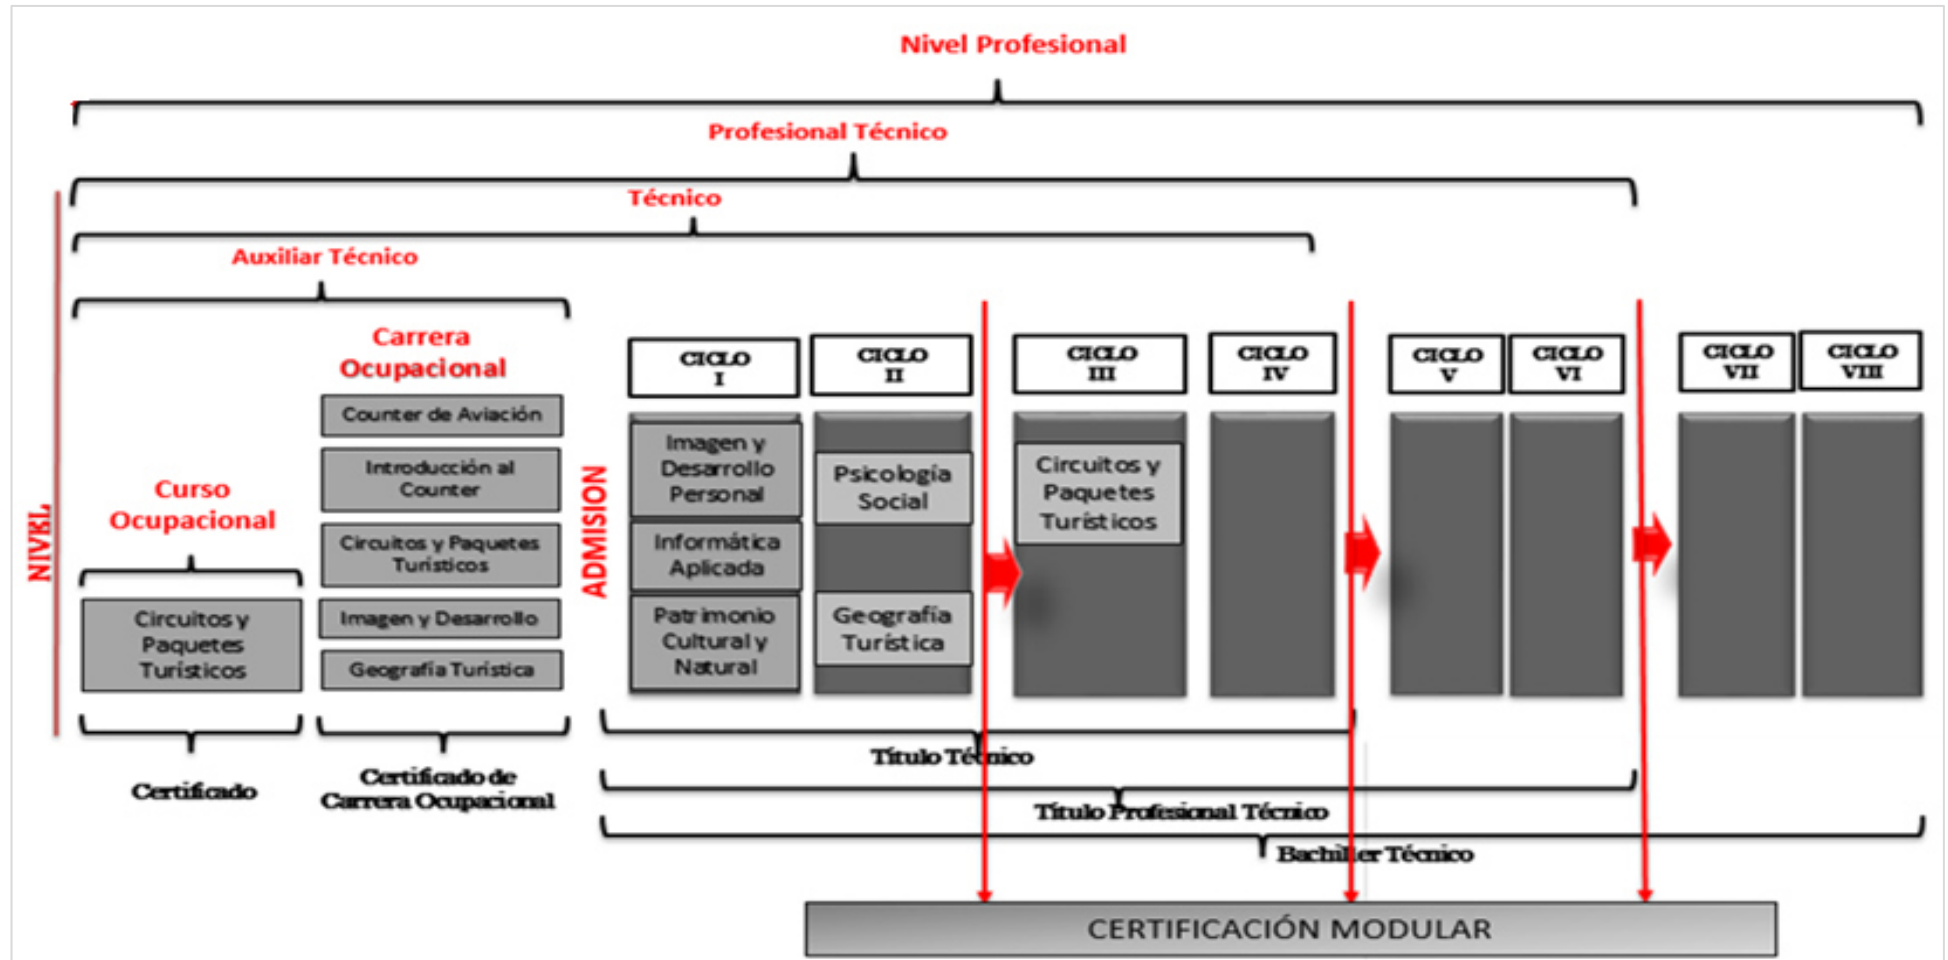 Nivel Profesional
Profesional Técnico
Técnico
Auxiliar Técnico
NIVEL
Curso
Ocupacional
Circuitos y
Paquetes
Turísticos
Certificado
Carrera
Ocupacional
Counter de Aviación
Introducción al
Counter
Circuitos y Paquetes
Turísticos
Imagen y Desarrollo
Geografía Turística
Certificado de
Carrera Ocupacional
ADMISION
CICLO
I
Imagen y
Desarrollo
Personal
Informática
Aplicada
Patrimonio
Cultural y
Natural
CICLO
II
Psicología
Social
Geografía
Turística
CICLO
III
Circuitos y
Paquetes
Turísticos
CICLO
IV
CICLO
V
CICLO
VI
CICLO
VII
CICLO
VIII
Título Técnico
Título Profesional Técnico
Bachiller Técnico
CERTIFICACIÓN MODULAR